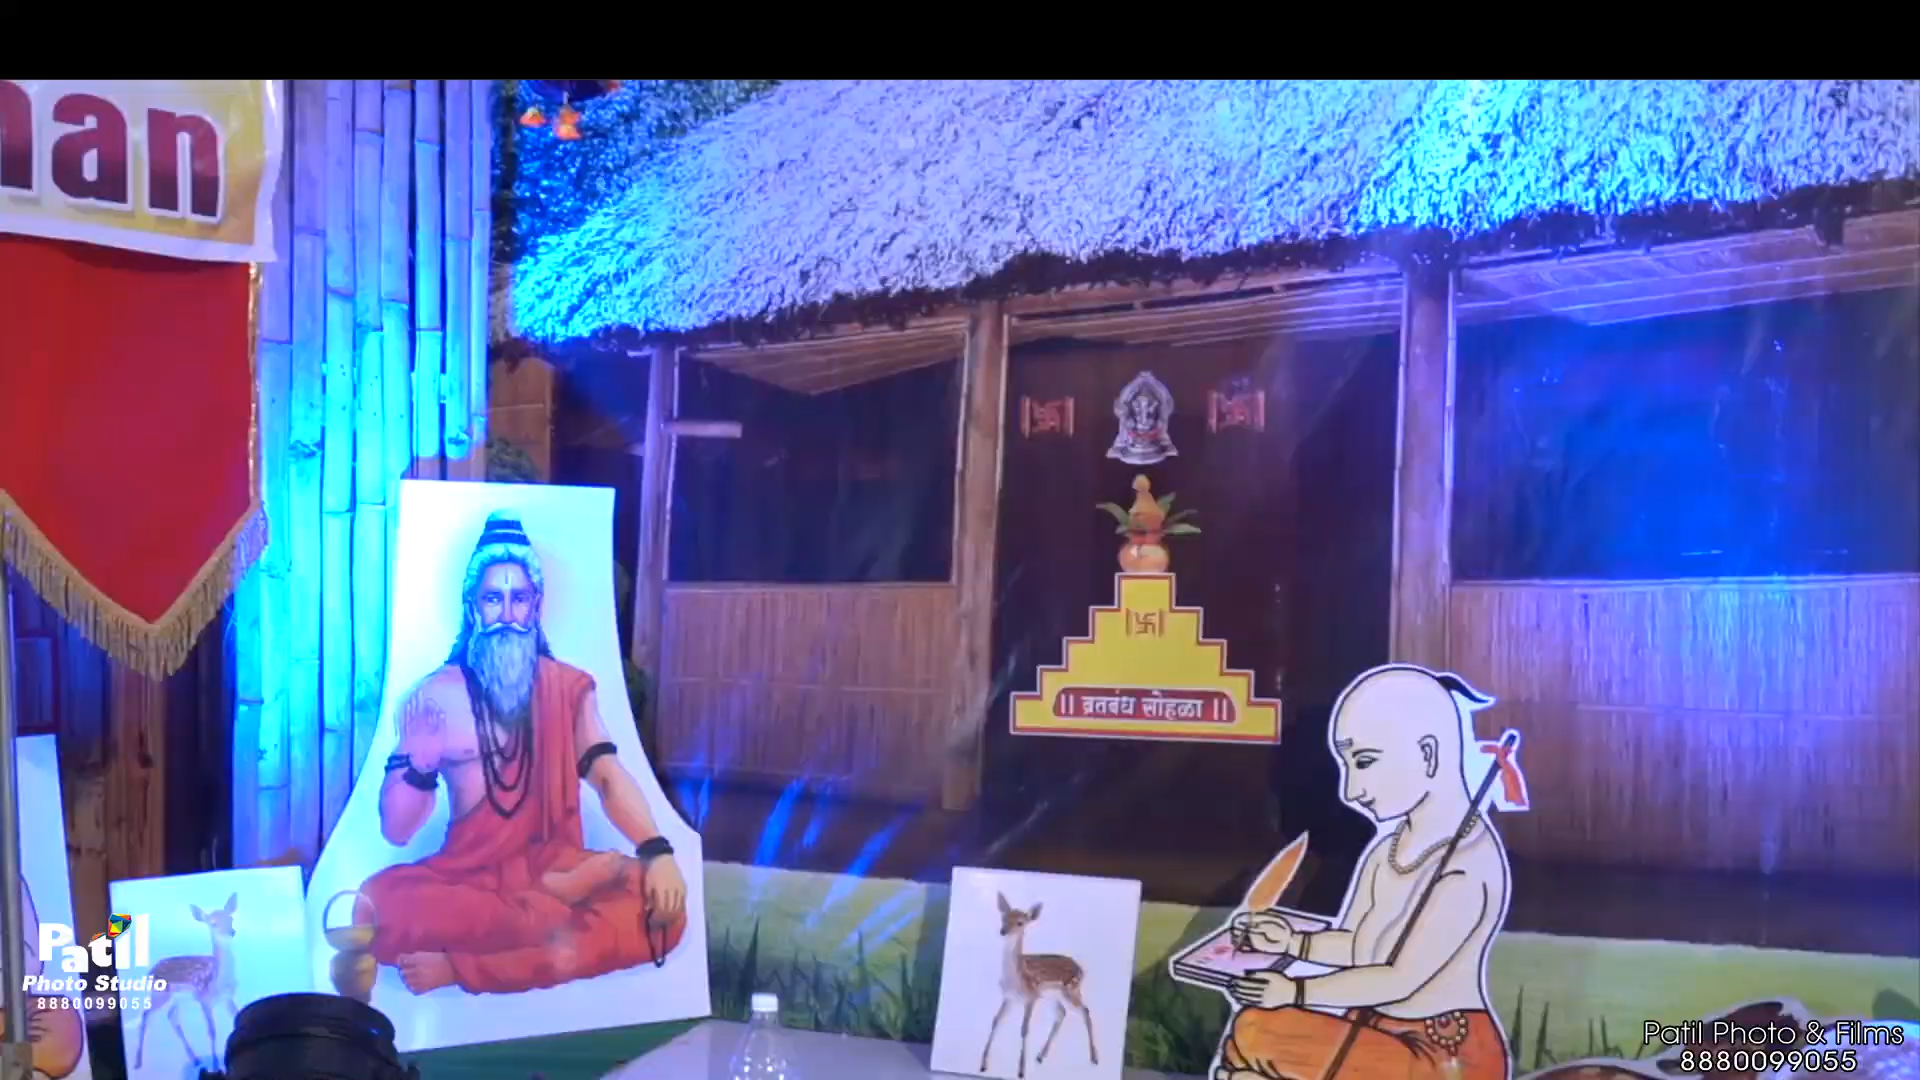 han
|| व्रतबंध सोहळा ||
Patil
Photo Studio
8880099055
Patil Photo & Films
8880099055